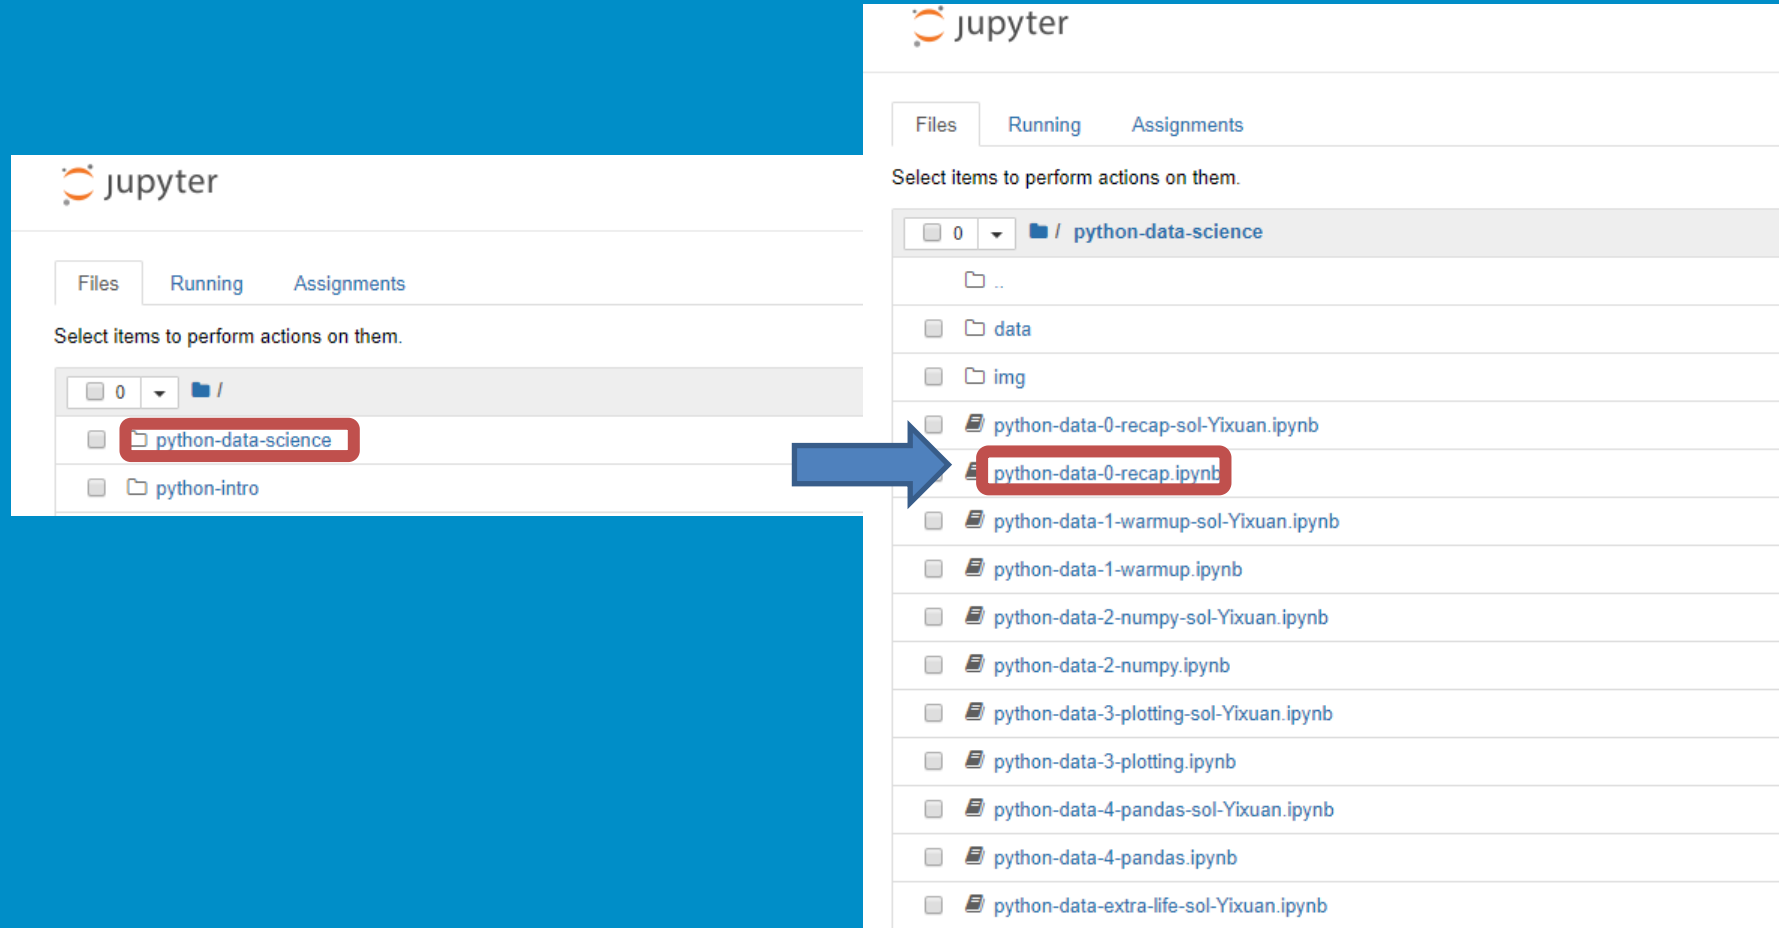 jupyter
Files Running Assignments
Select items to perform actions on them.
0 /
python-data-science
python-intro
jupyter
Files Running Assignments
Select items to perform actions on them.
0 / python-data-science
..
data
img
python-data-0-recap-sol-Yixuan.ipynb
python-data-0-recap.ipynb
python-data-1-warmup-sol-Yixuan.ipynb
python-data-1-warmup.ipynb
python-data-2-numpy-sol-Yixuan.ipynb
python-data-2-numpy.ipynb
python-data-3-plotting-sol-Yixuan.ipynb
python-data-3-plotting.ipynb
python-data-4-pandas-sol-Yixuan.ipynb
python-data-4-pandas.ipynb
python-data-extra-life-sol-Yixuan.ipynb